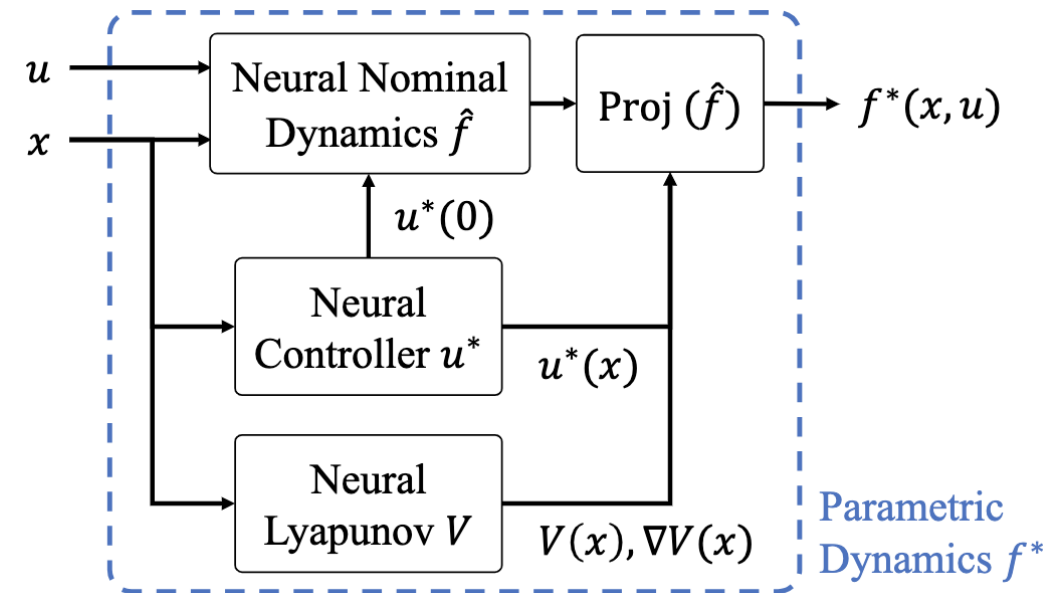 u
x
Neural Nominal
Dynamics f̂
Proj (f̂)
f*(x, u)
u*(0)
Neural
Controller u*
u*(x)
Neural
Lyapunov V
V(x), ∇V(x)
Parametric
Dynamics f*